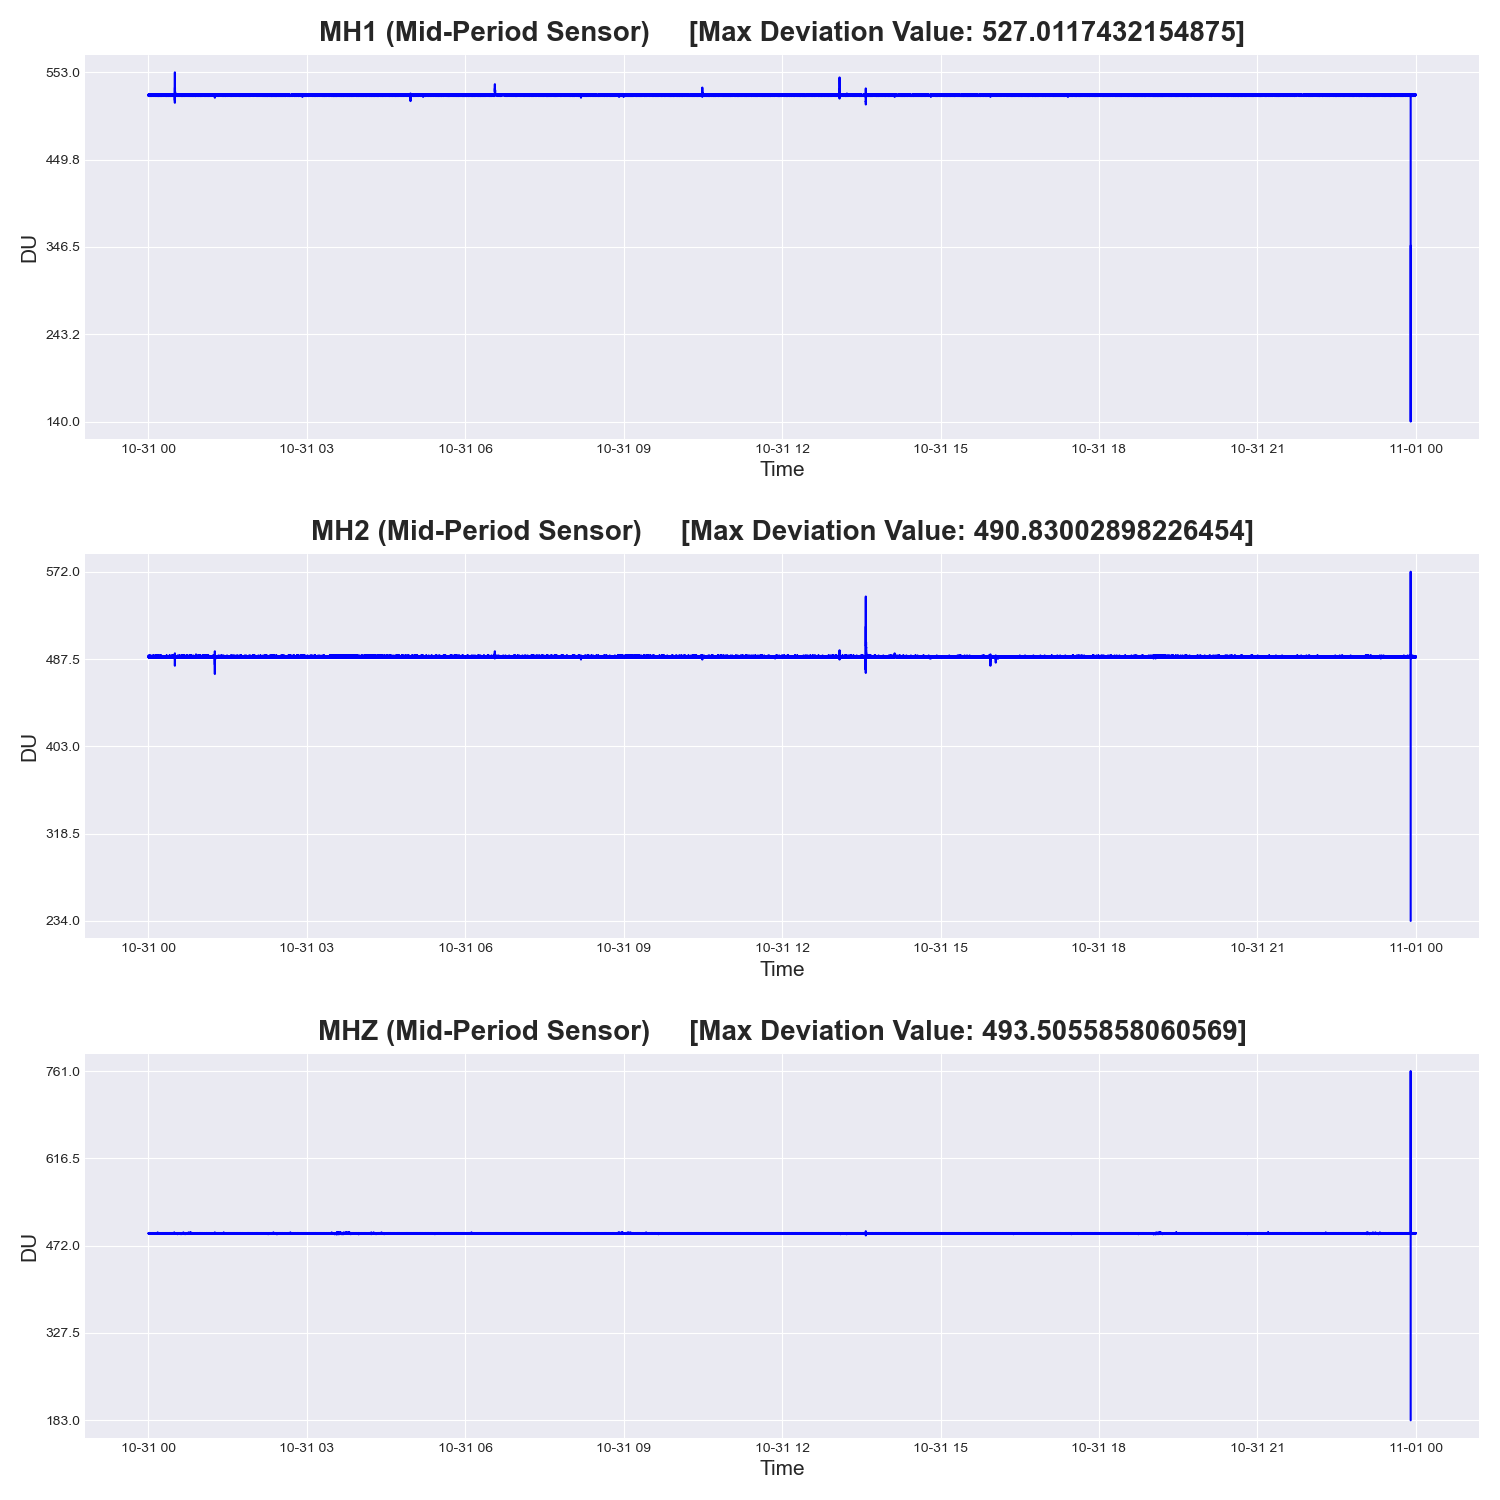 MH1 (Mid-Period Sensor) [Max Deviation Value: 527.0117432154875]
553.0
449.8
346.5
243.2
140.0
DU
10-31 00 10-31 03 10-31 06 10-31 09 10-31 12 10-31 15 10-31 18 10-31 21 11-01 00
Time
MH2 (Mid-Period Sensor) [Max Deviation Value: 490.83002898226454]
572.0
487.5
403.0
318.5
234.0
DU
10-31 00 10-31 03 10-31 06 10-31 09 10-31 12 10-31 15 10-31 18 10-31 21 11-01 00
Time
MHZ (Mid-Period Sensor) [Max Deviation Value: 493.5055858060569]
761.0
616.5
472.0
327.5
183.0
DU
10-31 00 10-31 03 10-31 06 10-31 09 10-31 12 10-31 15 10-31 18 10-31 21 11-01 00
Time